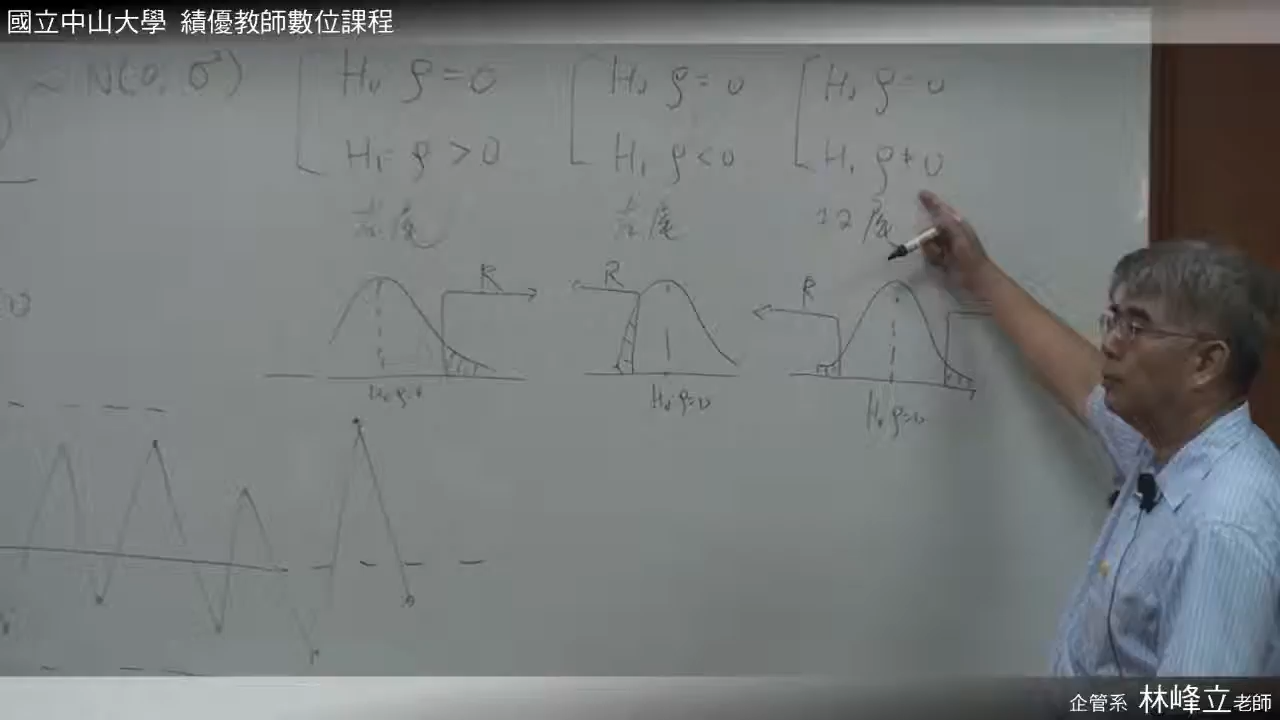 國立中山大學 績優教師數位課程
~ N(0, σ²)
H₀ ρ = 0
H₁ ρ > 0
右尾
H₀ ρ = 0
H₁ ρ < 0
左尾
H₀ ρ = 0
H₁ ρ ≠ 0
R
R
R
H₀ ρ=0
H₀ ρ=0
H₀ ρ=0
企管系 林峰立老師